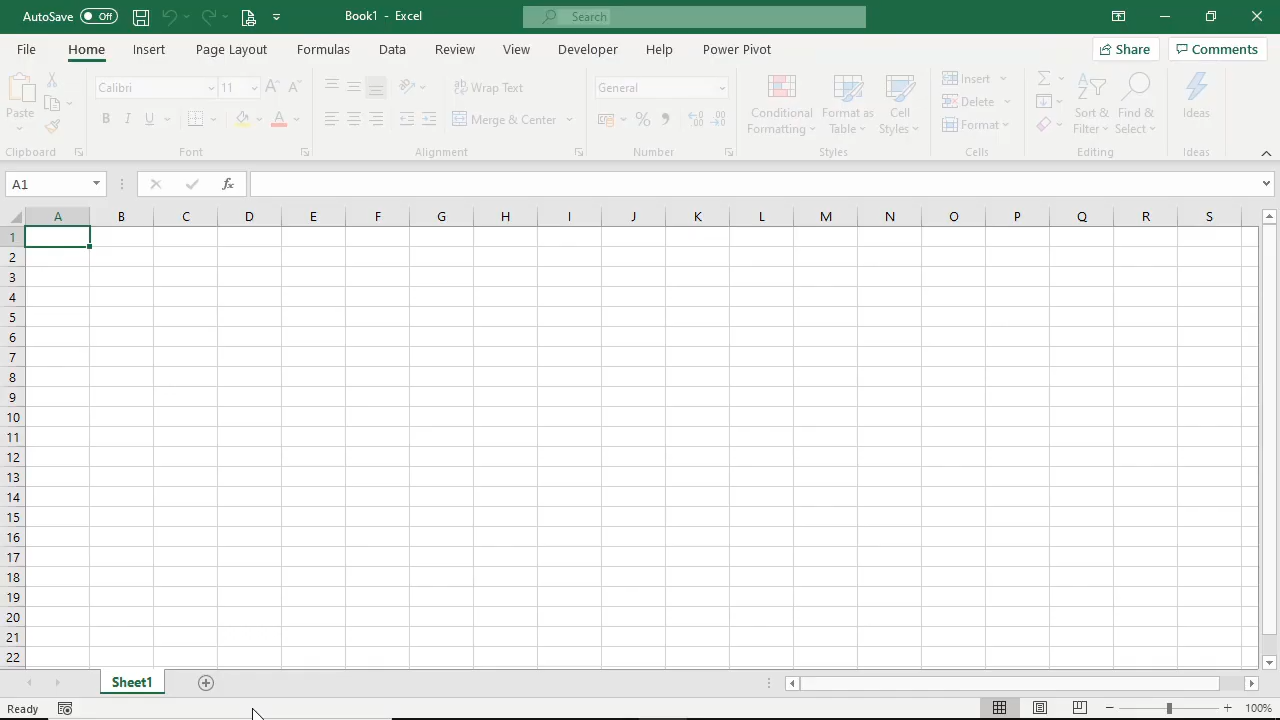 AutoSave Off Book1 - Excel Search
File Home Insert Page Layout Formulas Data Review View Developer Help Power Pivot Share Comments
Paste Calibri 11 Wrap Text General Conditional Formatting Format as Table Cell Styles Insert Sort & Filter Find & Select Ideas
B I U Merge & Center % Delete
Format
Clipboard Font Alignment Number Styles Cells Editing Ideas
A1 fx
A B C D E F G H I J K L M N O P Q R S
1
2
3
4
5
6
7
8
9
10
11
12
13
14
15
16
17
18
19
20
21
22
Sheet1
Ready 100%